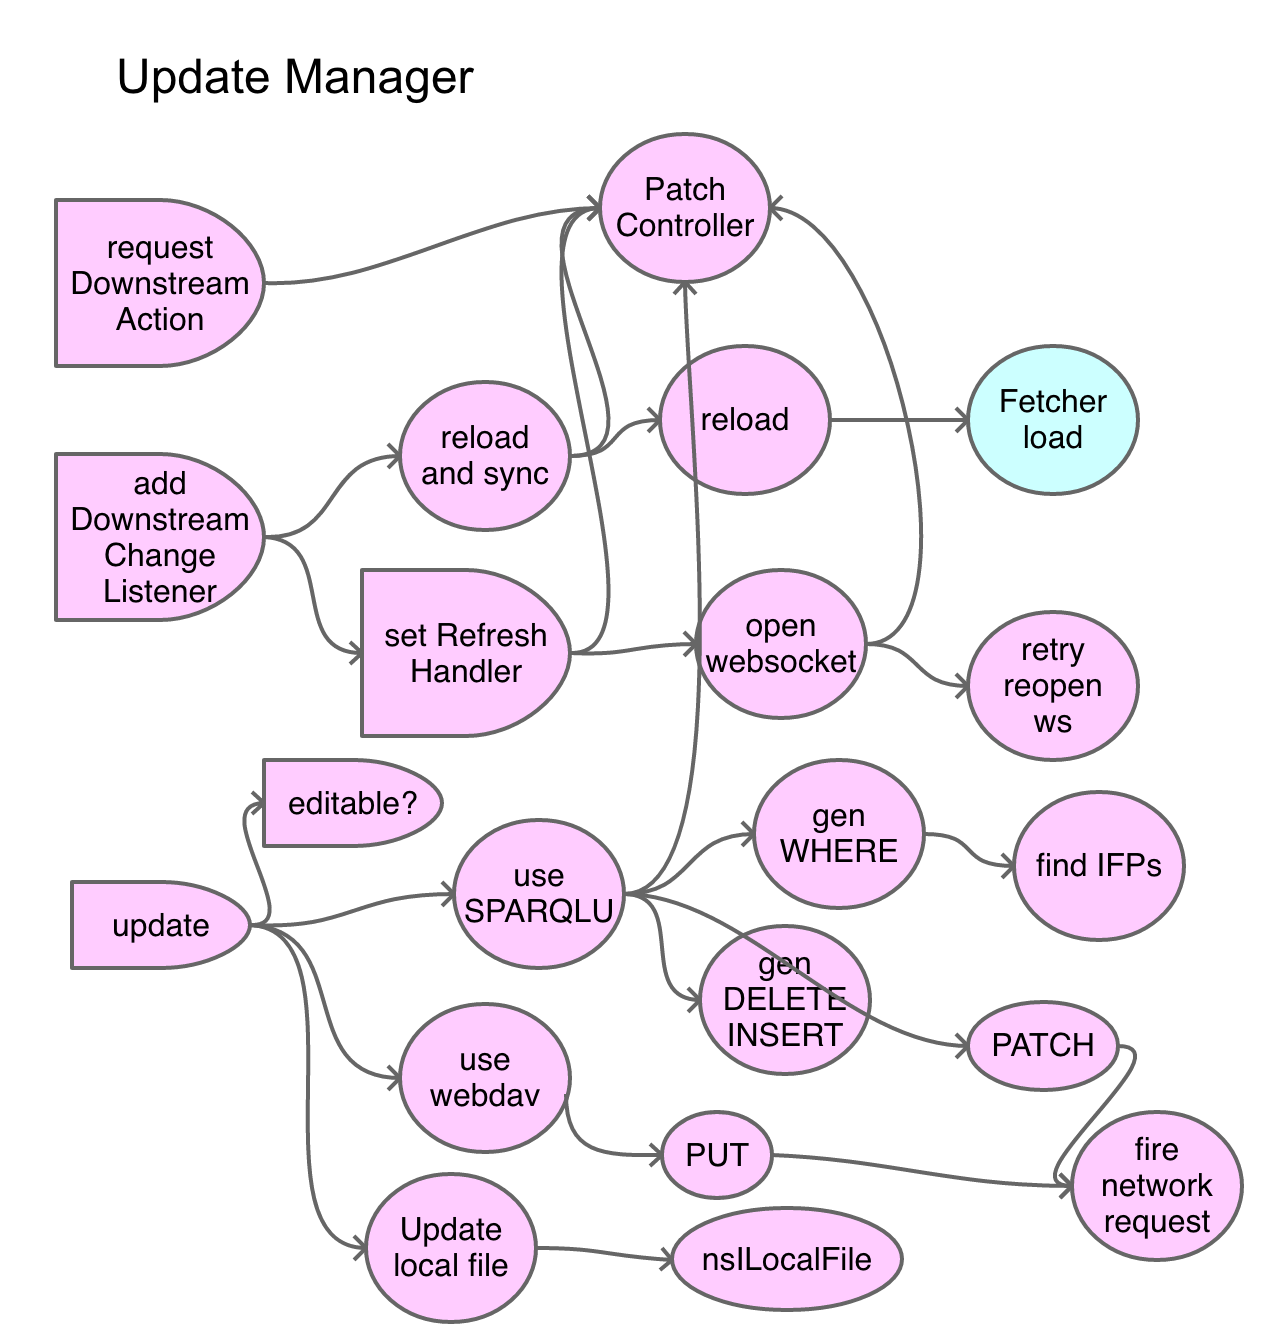 Update Manager
Patch
Controller
request
Downstream
Action
reload
and sync
reload
Fetcher
load
add
Downstream
Change
Listener
set Refresh
Handler
open
websocket
retry
reopen
ws
editable?
gen
WHERE
find IFPs
use
SPARQLU
update
gen
DELETE
INSERT
PATCH
use
webdav
PUT
fire
network
request
Update
local file
nsILocalFile